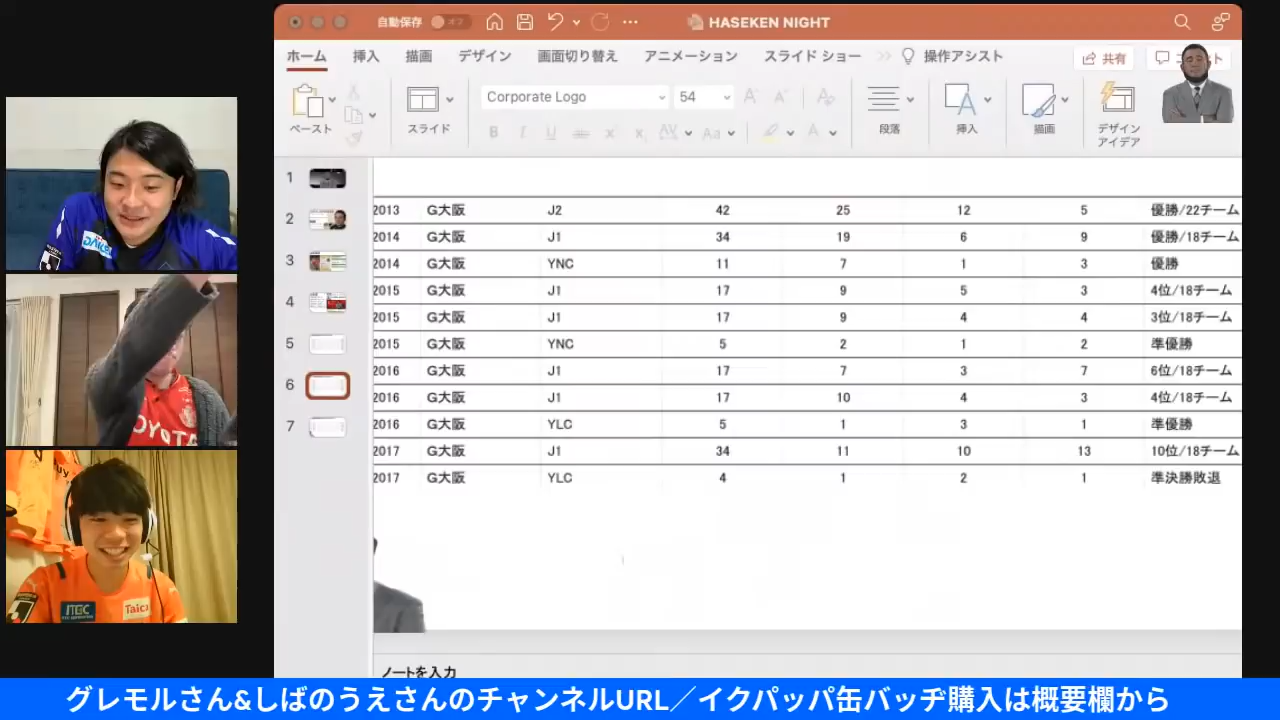 自動保存 オフ
HASEKEN NIGHT
ホーム 挿入 描画 デザイン 画面切り替え アニメーション スライド ショー 操作アシスト 共有
Corporate Logo 54
ペースト スライド 段落 挿入 描画 デザイン
アイデア
1
2
3
4
5
6
7
2013 G大阪 J2 42 25 12 5 優勝/22チーム
2014 G大阪 J1 34 19 6 9 優勝/18チーム
2014 G大阪 YNC 11 7 1 3 優勝
2015 G大阪 J1 17 9 5 3 4位/18チーム
2015 G大阪 J1 17 9 4 4 3位/18チーム
2015 G大阪 YNC 5 2 1 2 準優勝
2016 G大阪 J1 17 7 3 7 6位/18チーム
2016 G大阪 J1 17 10 4 3 4位/18チーム
2016 G大阪 YLC 5 1 3 1 準優勝
2017 G大阪 J1 34 11 10 13 10位/18チーム
2017 G大阪 YLC 4 1 2 1 準決勝敗退
ノートを入力
グレモルさん&しばのうえさんのチャンネルURL／イクパッパ缶バッヂ購入は概要欄から